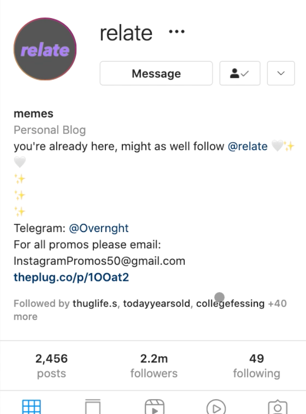 relate
relate •••
Message
memes
Personal Blog
you're already here, might as well follow @relate 🤍✨
🤍
✨
✨
✨
Telegram: @Overnght
For all promos please email:
InstagramPromos50@gmail.com
theplug.co/p/1OOat2
Followed by thuglife.s, todayyearsold, collegefessing +40
more
2,456 2.2m 49
posts followers following